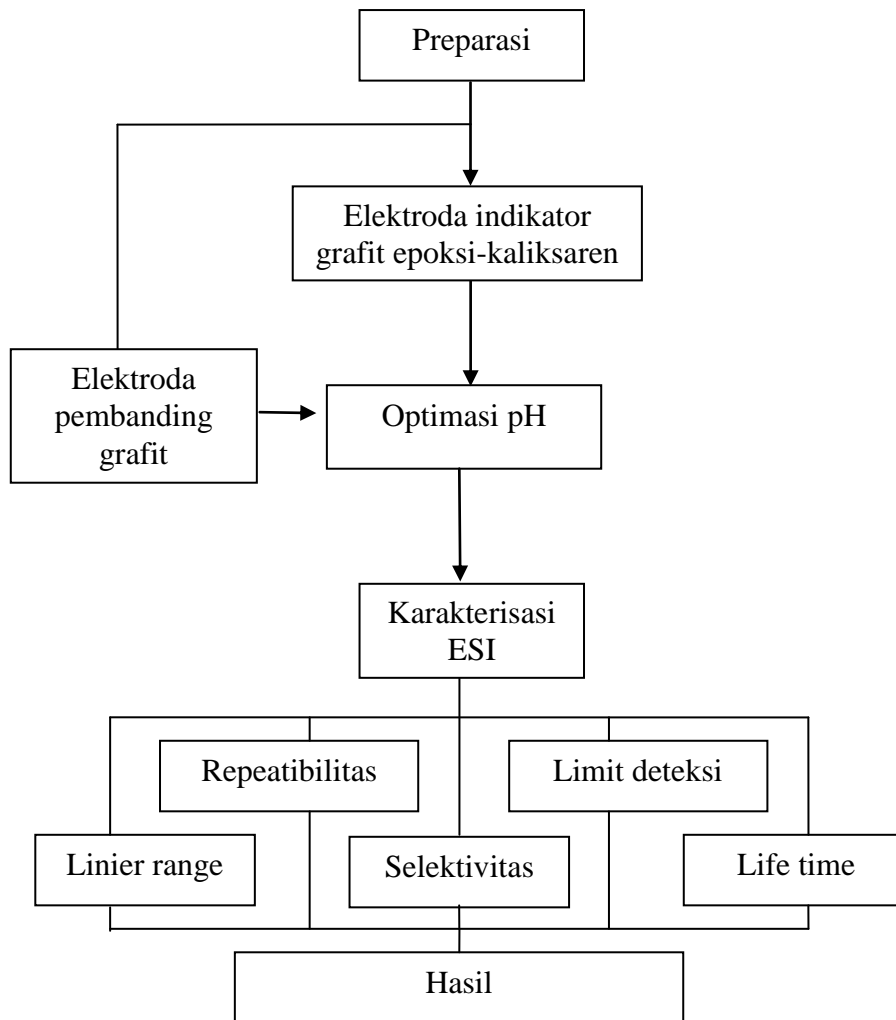 Preparasi
Elektroda indikator
grafit epoksi-kaliksaren
Elektroda
pembanding
grafit
Optimasi pH
Karakterisasi
ESI
Repeatibilitas
Limit deteksi
Linier range
Selektivitas
Life time
Hasil